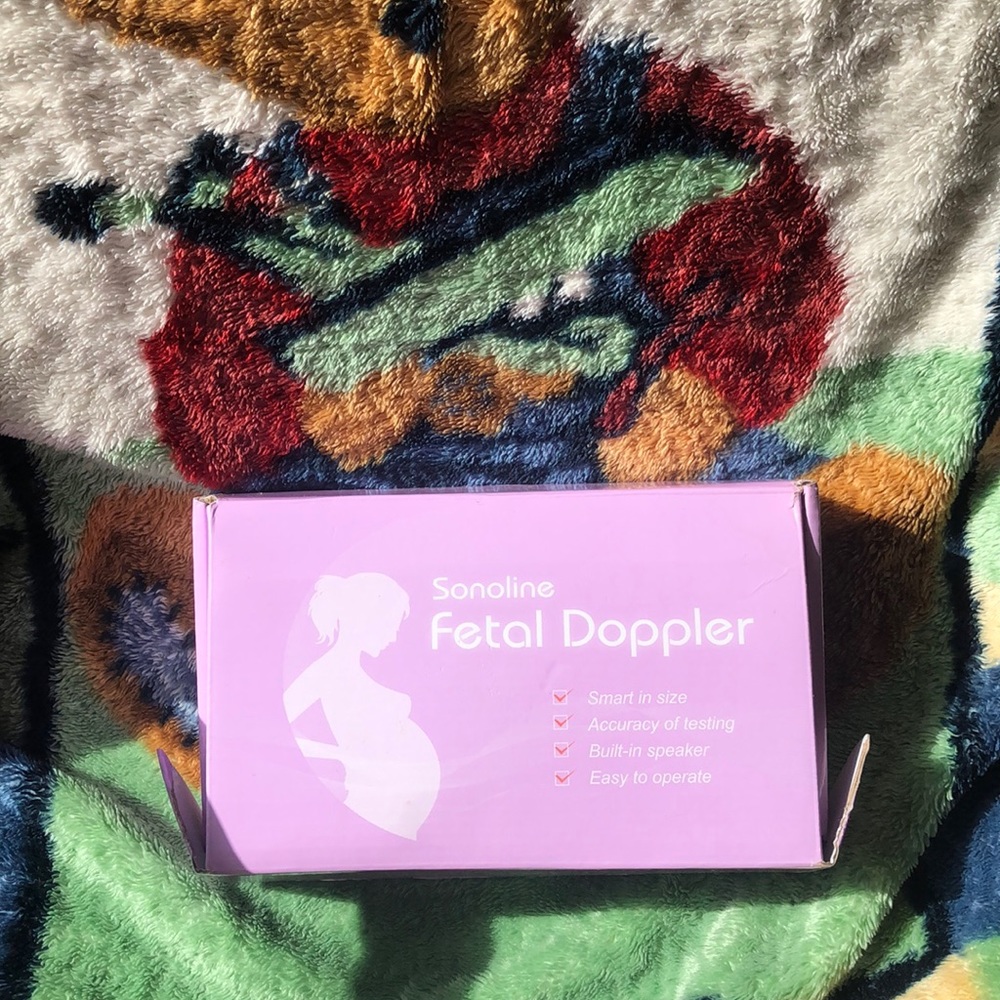 Sonoline
Fetal Doppler
Smart in size
Accuracy of testing
Built-in speaker
Easy to operate